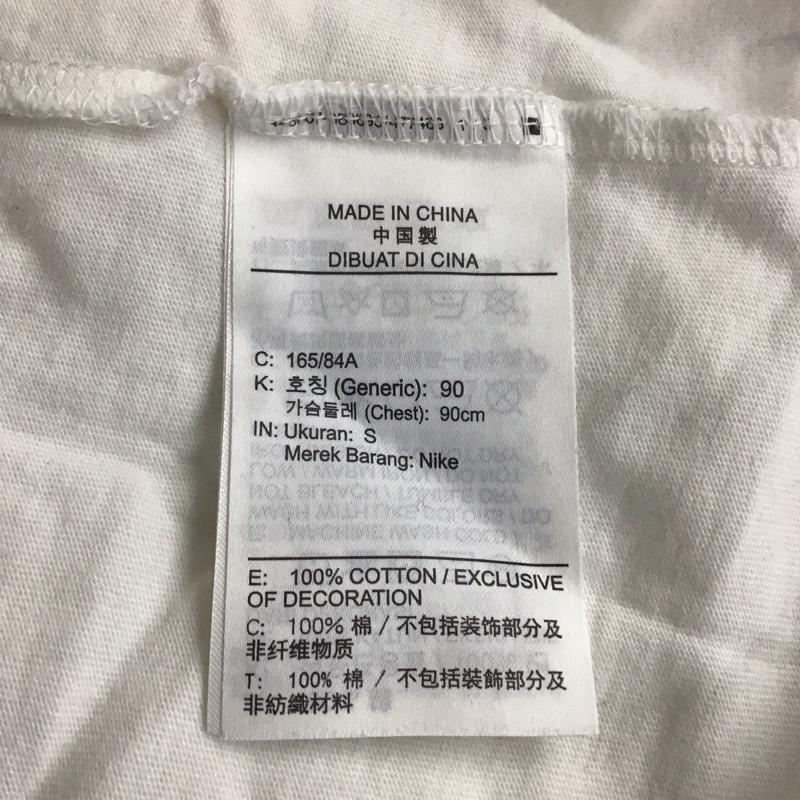 MADE IN CHINA
中国製
DIBUAT DI CINA
C: 165/84A
K: 호칭 (Generic): 90
가슴둘레 (Chest): 90cm
IN: Ukuran: S
Merek Barang: Nike
E: 100% COTTON / EXCLUSIVE
OF DECORATION
C: 100% 棉 / 不包括装饰部分及
非纤维物质
T: 100% 棉 / 不包括裝飾部分及
非紡織材料